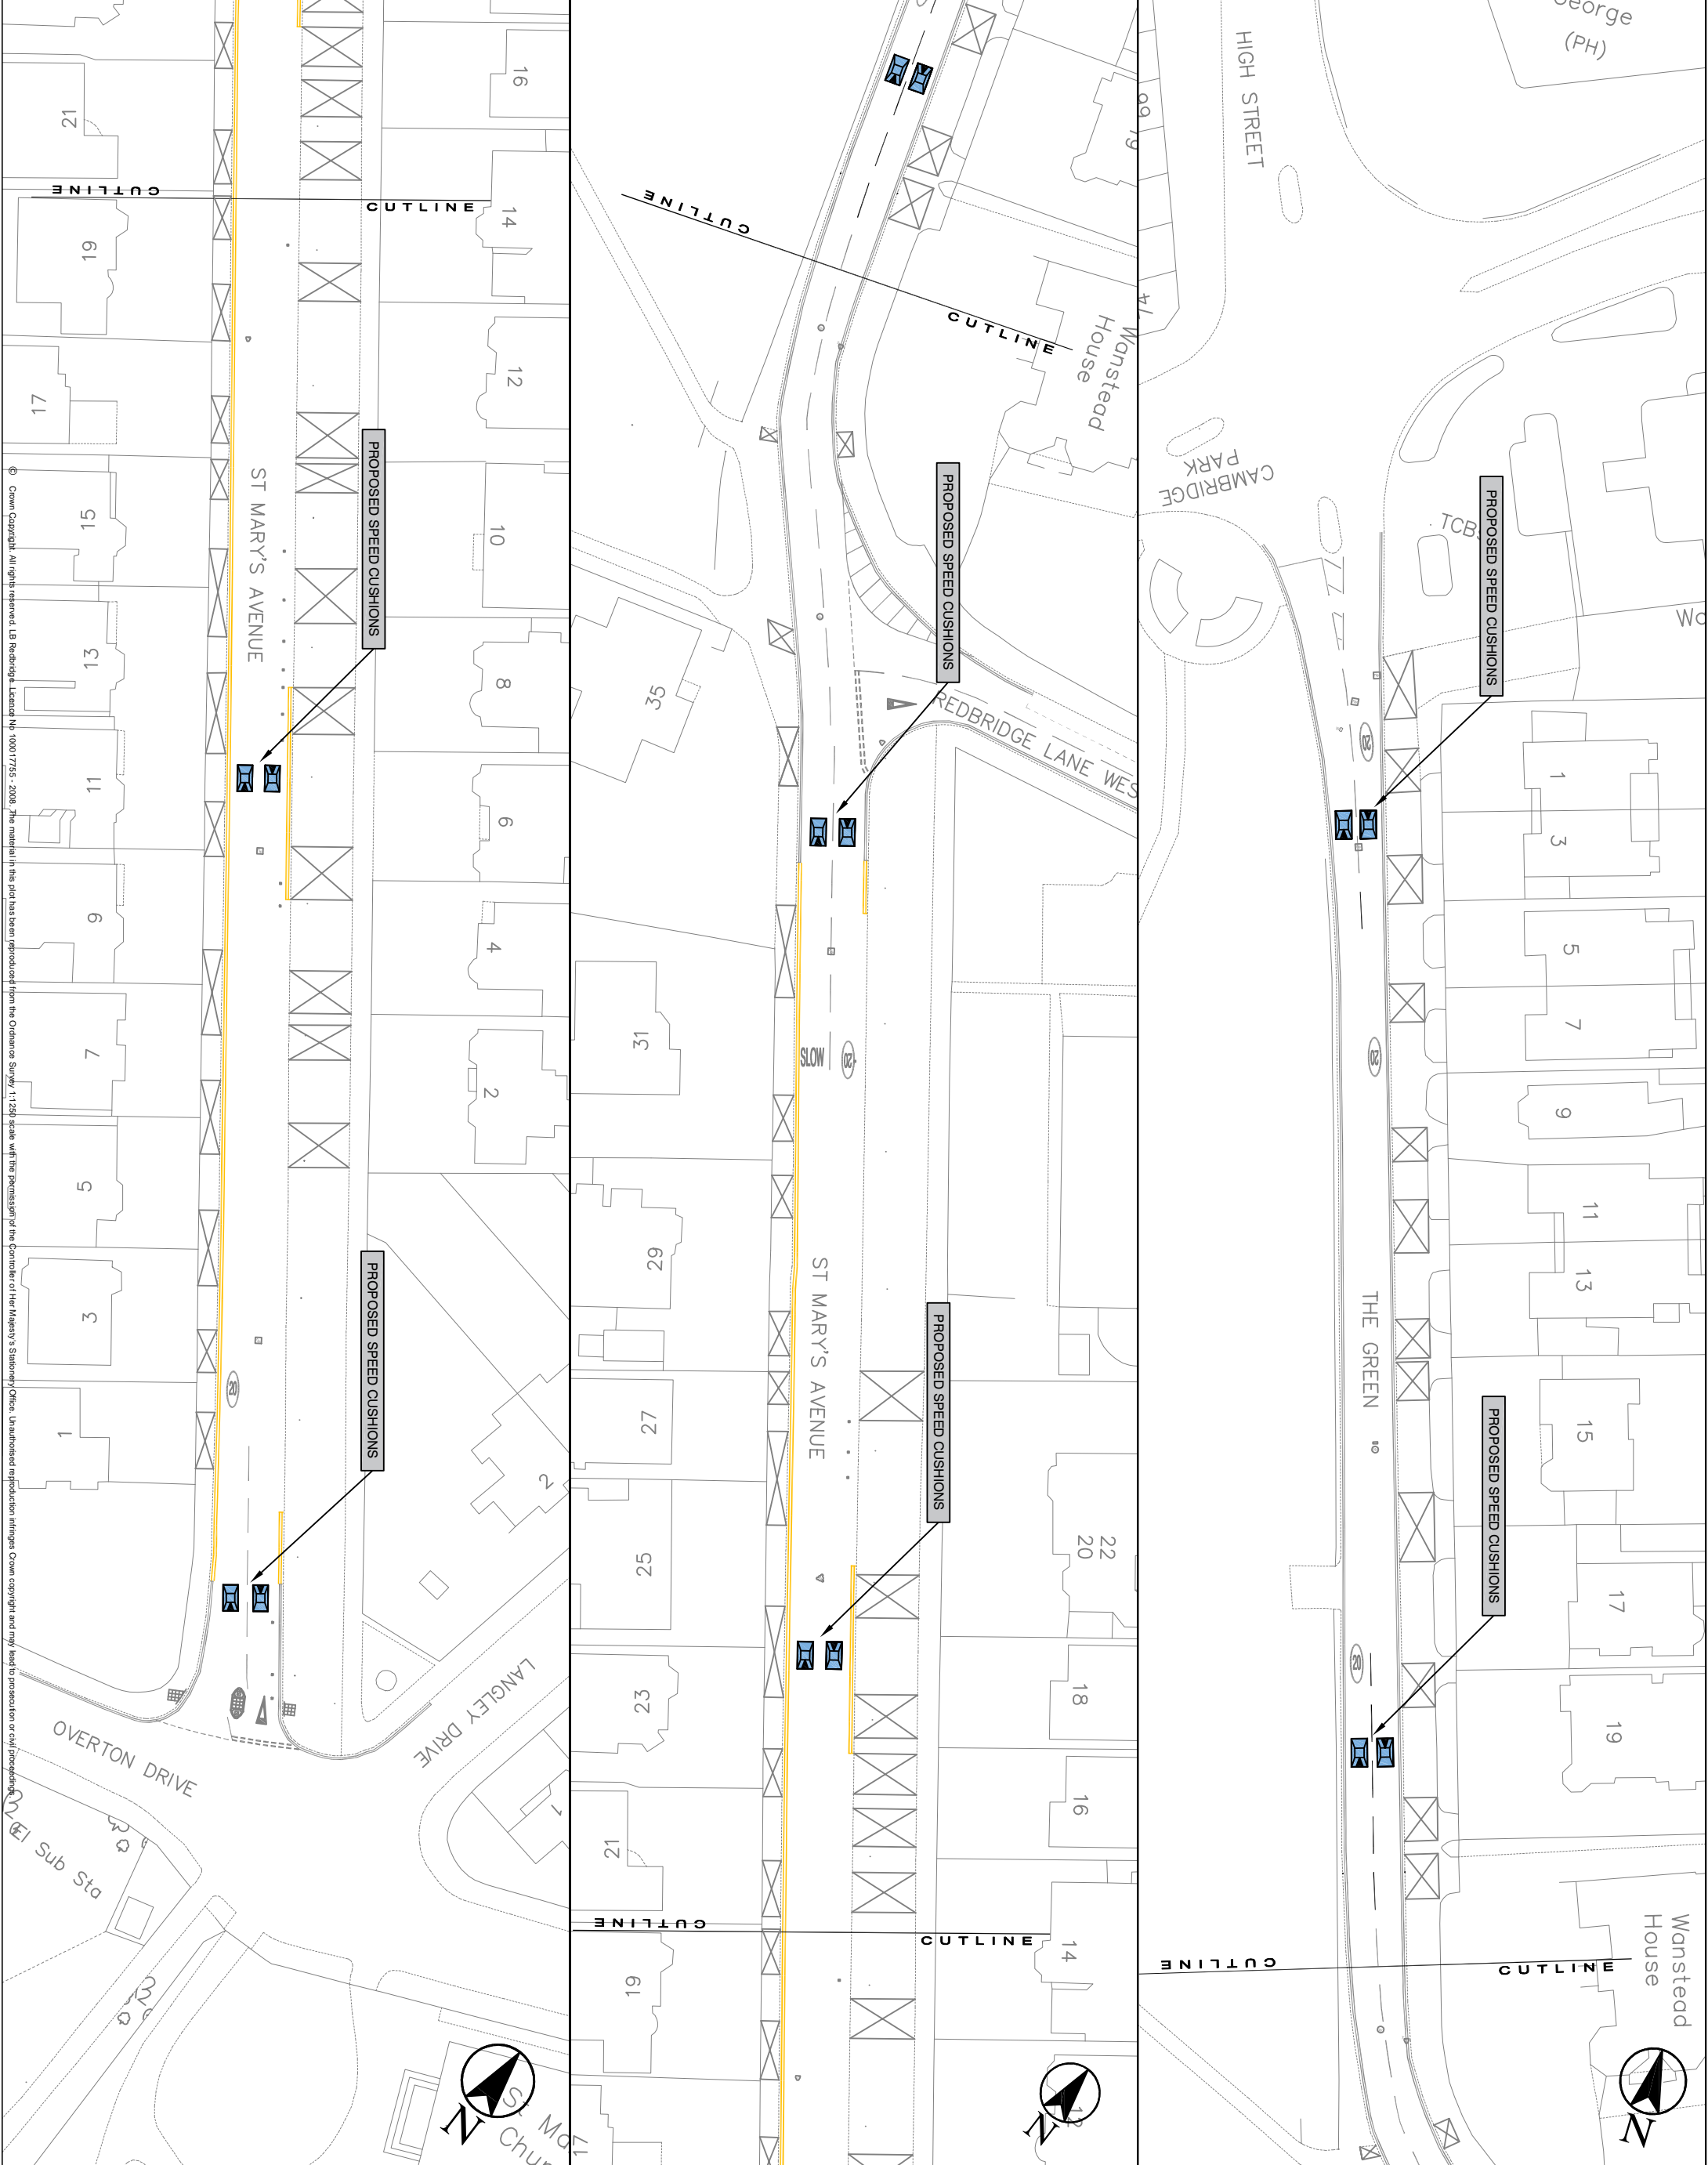 21
16
CUTLINE
CUTLINE
19
14
17
12
PROPOSED SPEED CUSHIONS
ST MARY'S AVENUE
15
10
13
8
11
6
9
4
7
2
5
3
PROPOSED SPEED CUSHIONS
20
1
2
LANGLEY DRIVE
OVERTON DRIVE
1
El Sub Sta
N
© Crown Copyright. All rights reserved. LB Redbridge. Licence No 100017755 - 2008. The material in this plot has been reproduced from the Ordnance Survey 1:1250 scale with the permission of the Controller of Her Majesty's Stationery Office. Unauthorised reproduction infringes Crown copyright and may lead to prosecution or civil proceedings.
CUTLINE
CUTLINE
Wanstead
House
PROPOSED SPEED CUSHIONS
35
REDBRIDGE LANE WES
31
SLOW
20
29
ST MARY'S AVENUE
PROPOSED SPEED CUSHIONS
27
25
22
20
23
18
21
16
CUTLINE
CUTLINE
19
14
12
N
George
(PH)
HIGH STREET
66
74
CAMBRIDGE
PARK
TCBs
PROPOSED SPEED CUSHIONS
20
1
3
5
7
20
9
11
13
THE GREEN
15
PROPOSED SPEED CUSHIONS
17
20
19
Wanstead
House
CUTLINE
CUTLINE
N